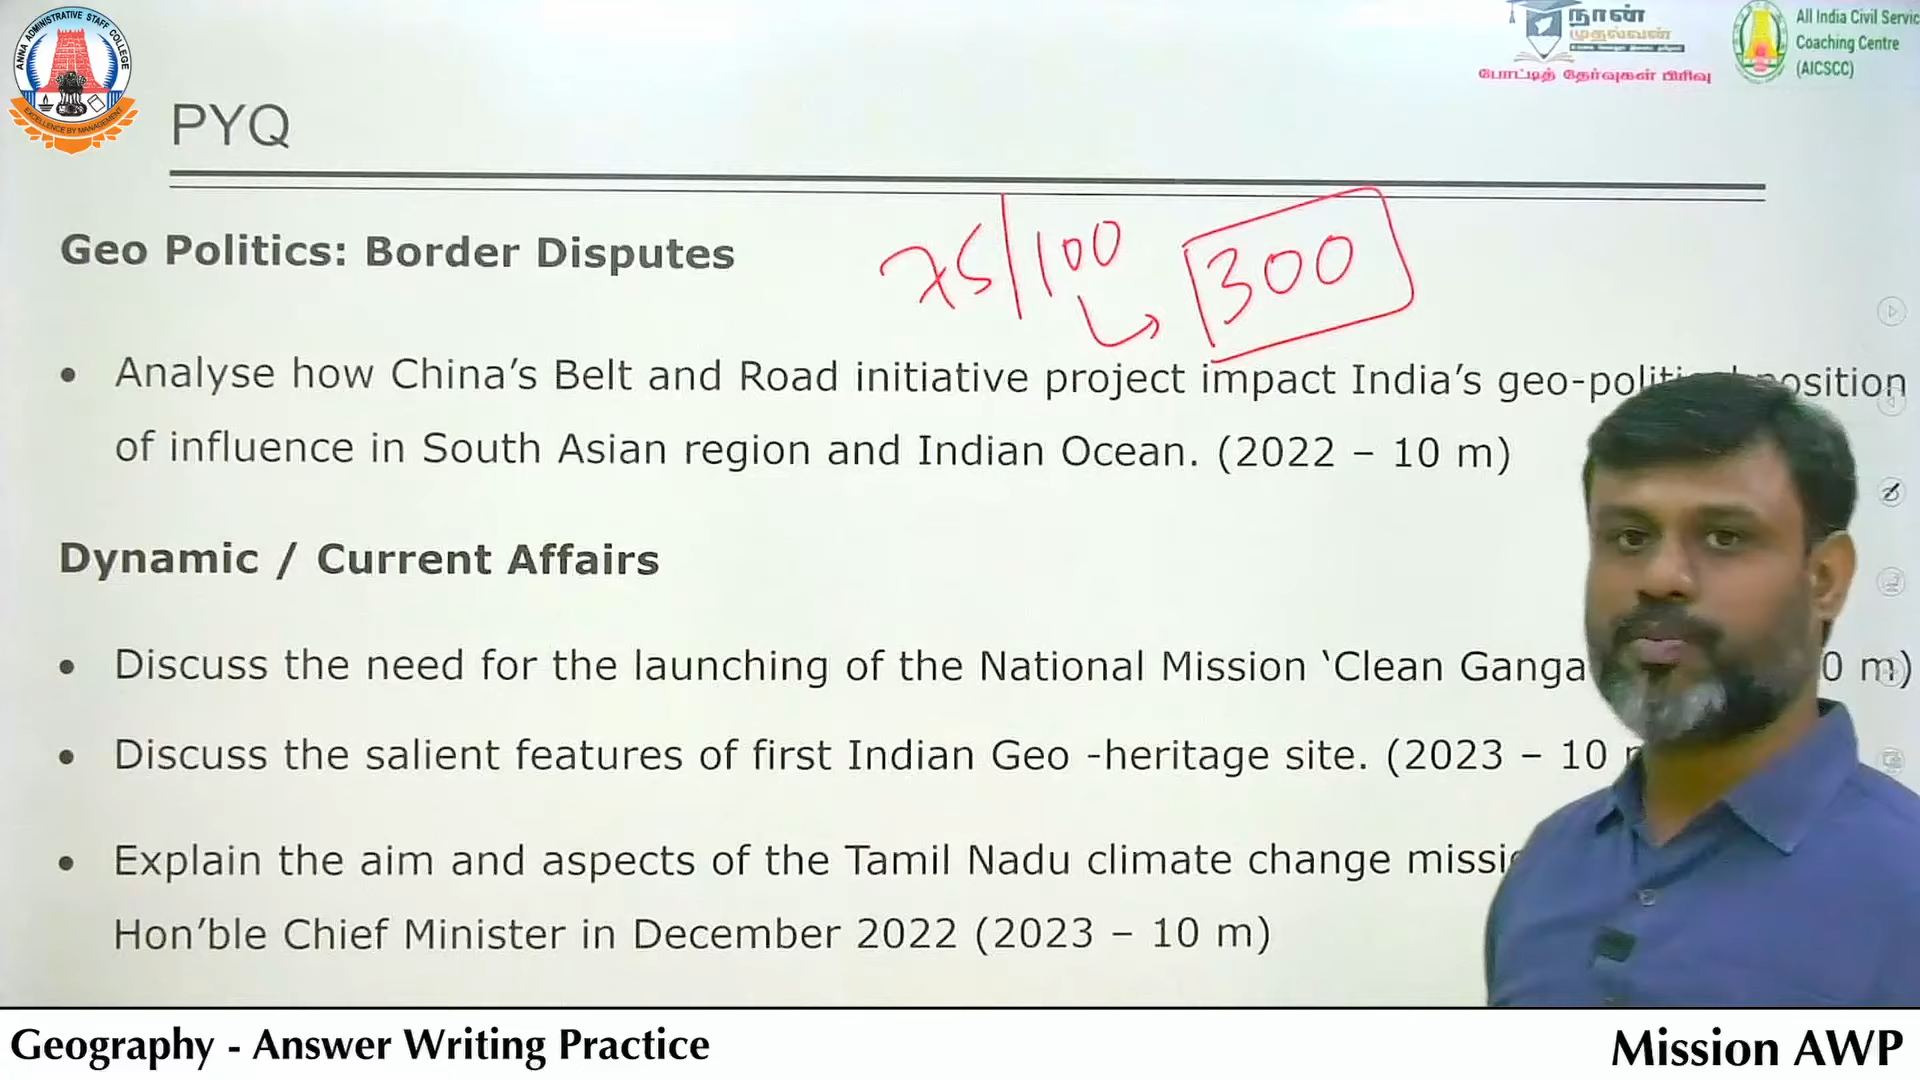 ANNA ADMINISTRATIVE STAFF COLLEGE
EXCELLENCE BY MANAGEMENT
நான்
முதல்வன்
போட்டித் தேர்வுகள் பிரிவு
All India Civil Servic
Coaching Centre
(AICSCC)
PYQ
Geo Politics: Border Disputes
75/100
300
Analyse how China's Belt and Road initiative project impact India's geo-political position
of influence in South Asian region and Indian Ocean. (2022 – 10 m)
Dynamic / Current Affairs
• Discuss the need for the launching of the National Mission 'Clean Ganga 0 m)
• Discuss the salient features of first Indian Geo -heritage site. (2023 – 10
• Explain the aim and aspects of the Tamil Nadu climate change missi
Hon'ble Chief Minister in December 2022 (2023 – 10 m)
Geography - Answer Writing Practice
Mission AWP